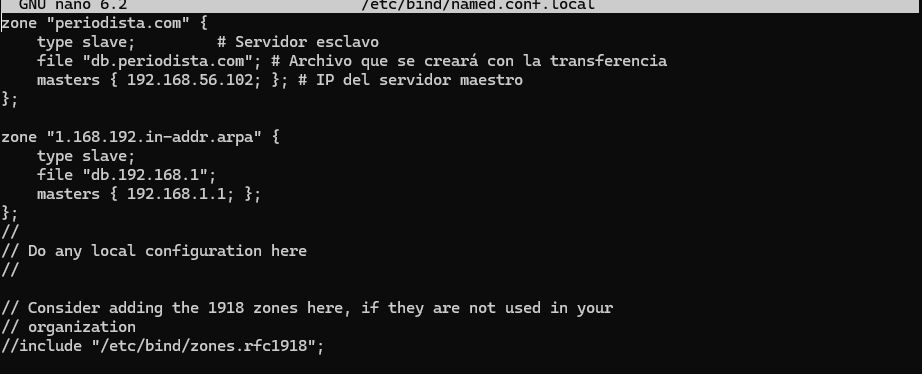 GNU nano 6.2 /etc/bind/named.conf.local
zone "periodista.com" {
    type slave;         # Servidor esclavo
    file "db.periodista.com"; # Archivo que se creará con la transferencia
    masters { 192.168.56.102; }; # IP del servidor maestro
};

zone "1.168.192.in-addr.arpa" {
    type slave;
    file "db.192.168.1";
    masters { 192.168.1.1; };
};
//
// Do any local configuration here
//

// Consider adding the 1918 zones here, if they are not used in your
// organization
//include "/etc/bind/zones.rfc1918";